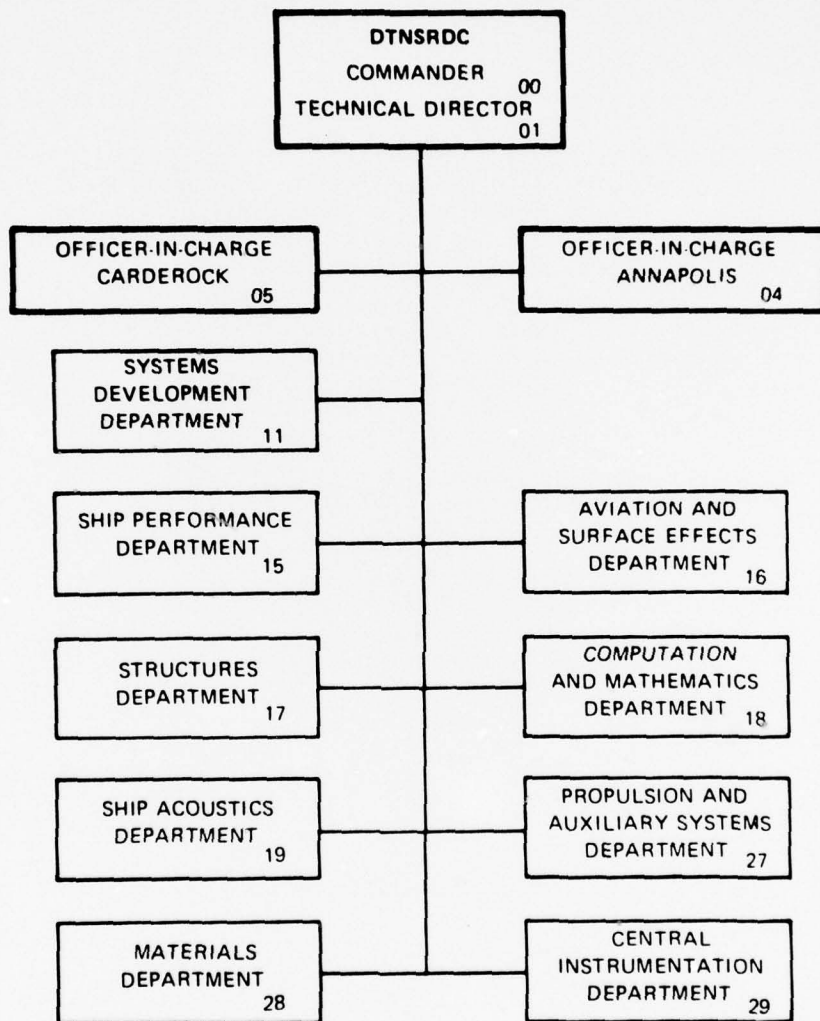 DTNSRDC
COMMANDER
00
TECHNICAL DIRECTOR
01
OFFICER-IN-CHARGE
CARDEROCK
05
OFFICER-IN-CHARGE
ANNAPOLIS
04
SYSTEMS
DEVELOPMENT
DEPARTMENT
11
SHIP PERFORMANCE
DEPARTMENT
15
AVIATION AND
SURFACE EFFECTS
DEPARTMENT
16
STRUCTURES
DEPARTMENT
17
COMPUTATION
AND MATHEMATICS
DEPARTMENT
18
SHIP ACOUSTICS
DEPARTMENT
19
PROPULSION AND
AUXILIARY SYSTEMS
DEPARTMENT
27
MATERIALS
DEPARTMENT
28
CENTRAL
INSTRUMENTATION
DEPARTMENT
29